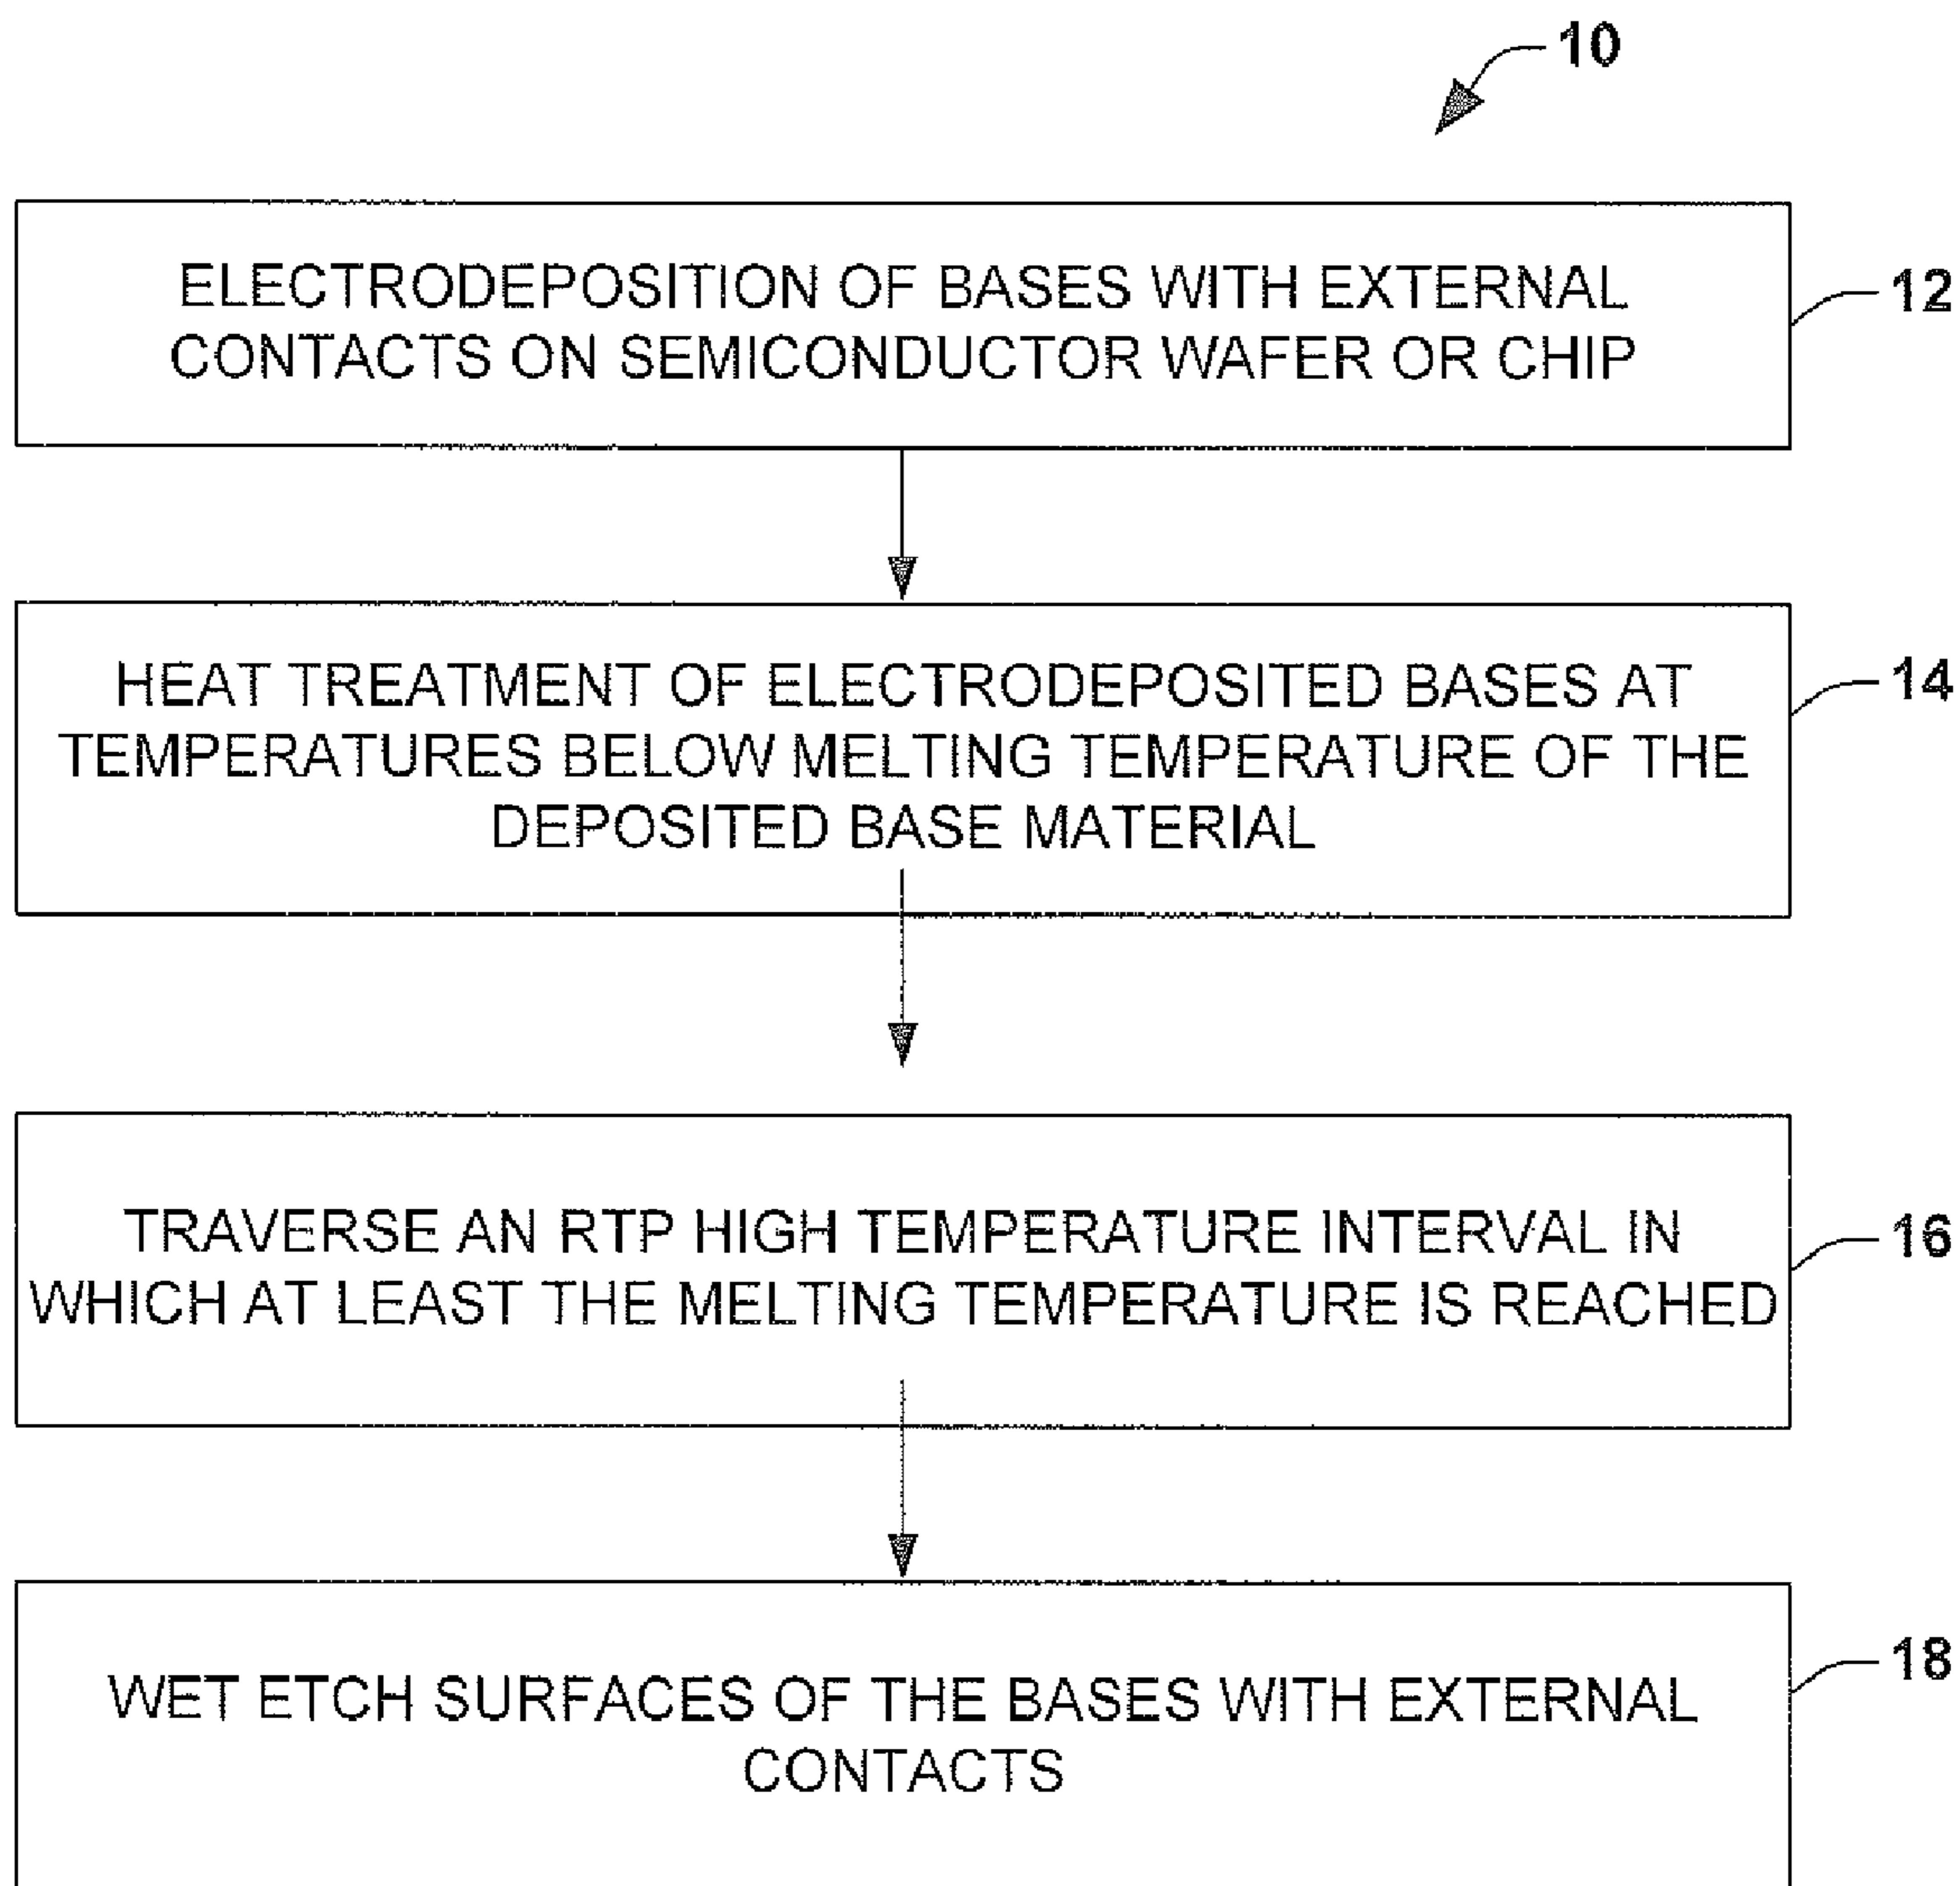 10
ELECTRODEPOSITION OF BASES WITH EXTERNAL
CONTACTS ON SEMICONDUCTOR WAFER OR CHIP
12
HEAT TREATMENT OF ELECTRODEPOSITED BASES AT
TEMPERATURES BELOW MELTING TEMPERATURE OF THE
DEPOSITED BASE MATERIAL
14
TRAVERSE AN RTP HIGH TEMPERATURE INTERVAL IN
WHICH AT LEAST THE MELTING TEMPERATURE IS REACHED
16
WET ETCH SURFACES OF THE BASES WITH EXTERNAL
CONTACTS
18